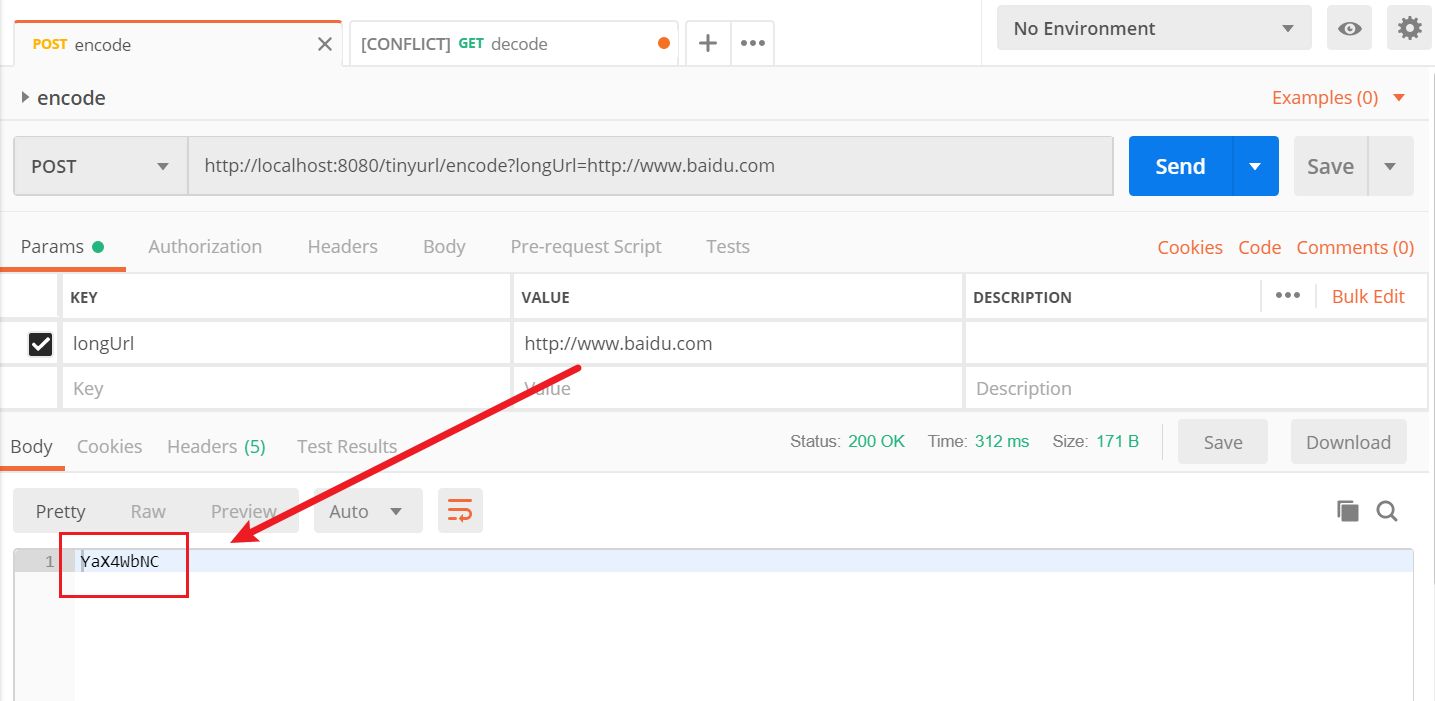 POST encode
[CONFLICT] GET decode
No Environment
encode
Examples (0)
POST
http://localhost:8080/tinyurl/encode?longUrl=http://www.baidu.com
Send
Save
Params
Authorization
Headers
Body
Pre-request Script
Tests
Cookies
Code
Comments (0)
KEY
VALUE
DESCRIPTION
Bulk Edit
longUrl
http://www.baidu.com
Key
Value
Description
Body
Cookies
Headers (5)
Test Results
Status: 200 OK
Time: 312 ms
Size: 171 B
Save
Download
Pretty
Raw
Preview
Auto
1
YaX4WbNC